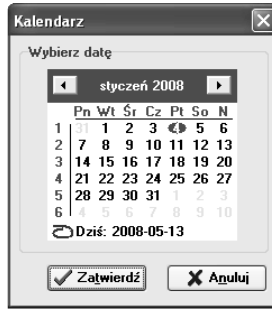 Kalendarz
Wybierz datę
styczeń 2008
Pn Wt Śr Cz Pt So N
1 31 1 2 3 4 5 6
2 7 8 9 10 11 12 13
3 14 15 16 17 18 19 20
4 21 22 23 24 25 26 27
5 28 29 30 31 1 2 3
6 4 5 6 7 8 9 10
Dziś: 2008-05-13
Zatwierdź Anuluj